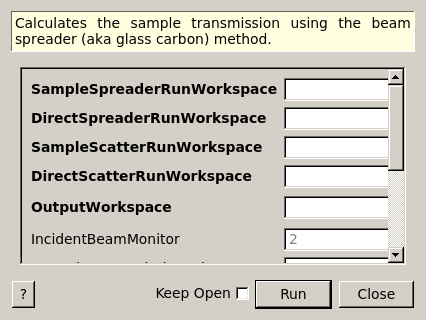 Calculates the sample transmission using the beam
spreader (aka glass carbon) method.
SampleSpreaderRunWorkspace
DirectSpreaderRunWorkspace
SampleScatterRunWorkspace
DirectScatterRunWorkspace
OutputWorkspace
IncidentBeamMonitor 2
? Keep Open Run Close